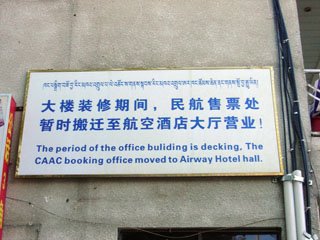 大楼装修期间，民航售票处
暂时搬迁至航空酒店大厅营业！
The period of the office buliding is decking, The
CAAC booking office moved to Airway Hotel hall.